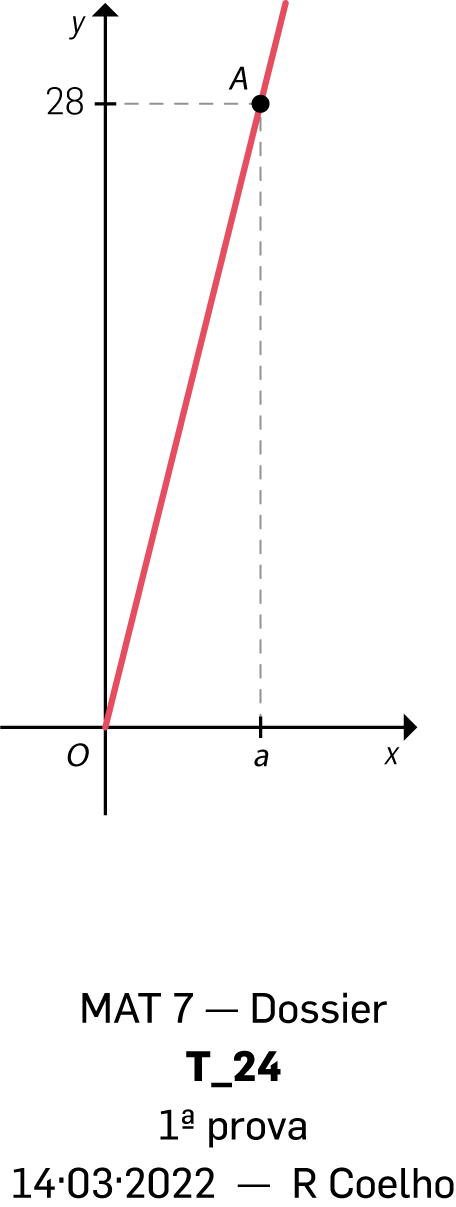 y
A
28
O
a
x
MAT 7 — Dossier
T_24
1ª prova
14·03·2022 — R Coelho